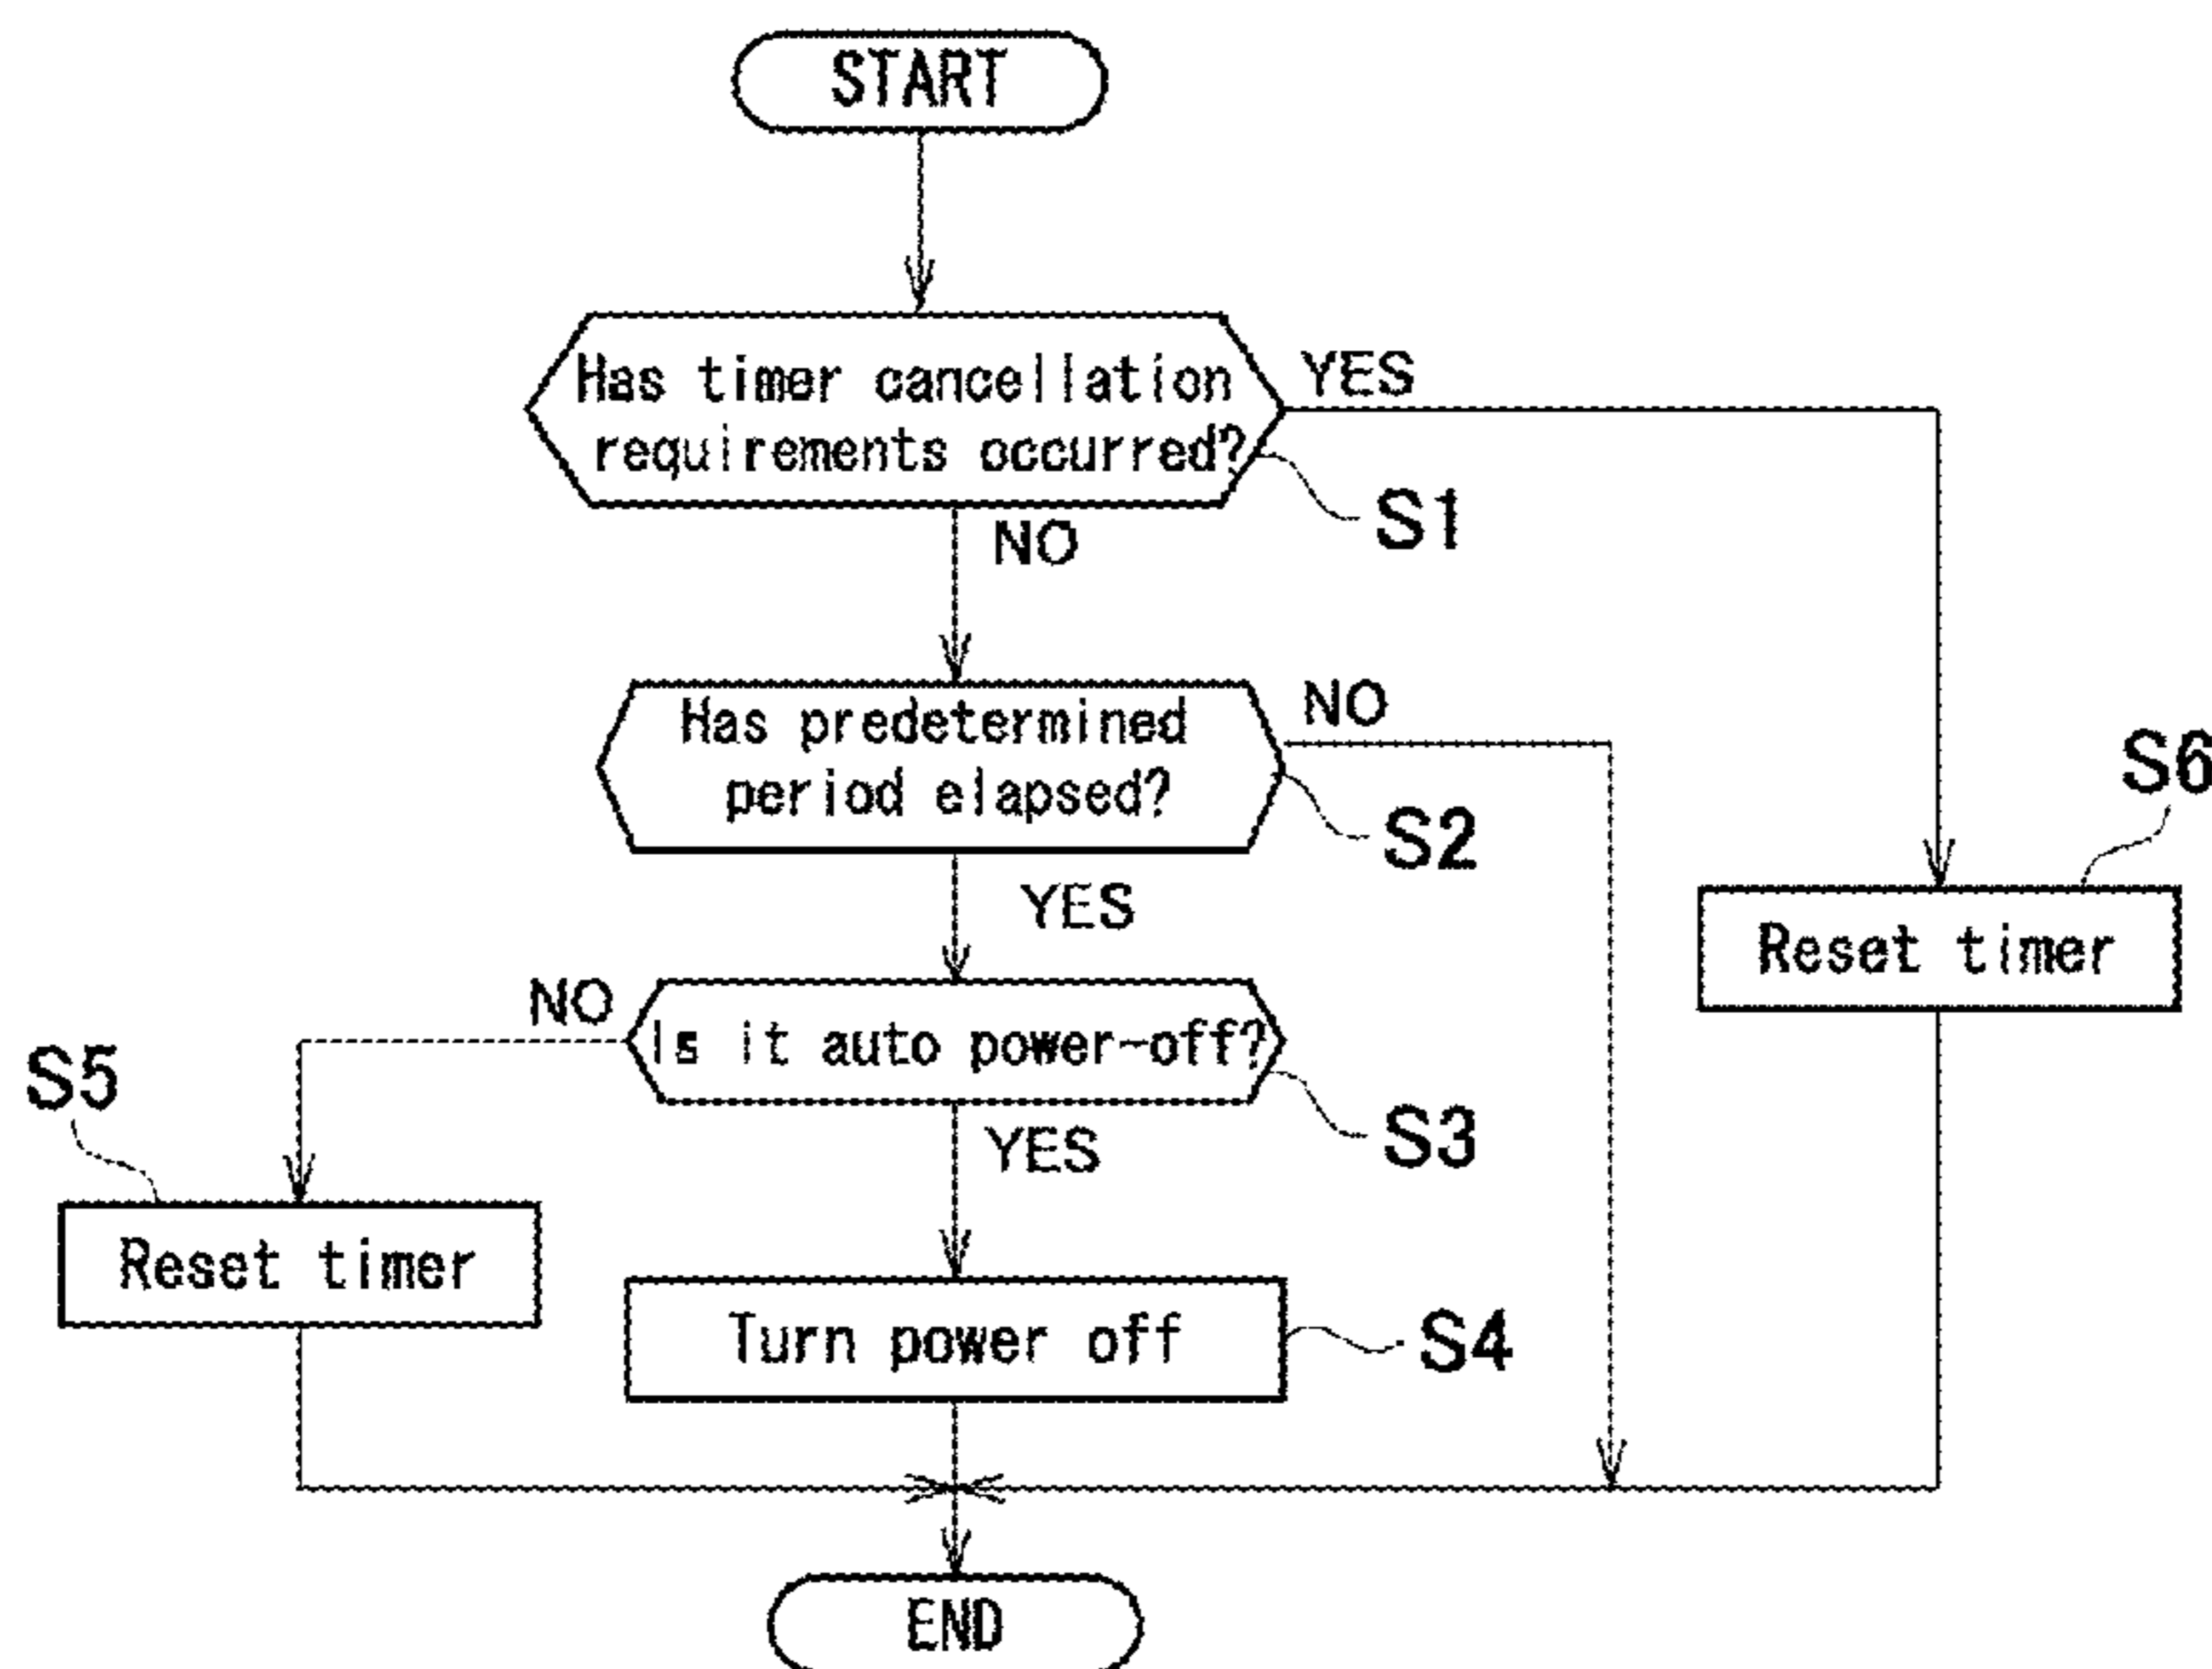 START
Has timer cancellation
requirements occurred?
YES
S1
NO
Has predetermined
period elapsed?
NO
S2
S6
YES
Reset timer
NO
Is it auto power-off?
S5
S3
YES
Reset timer
Turn power off
S4
END